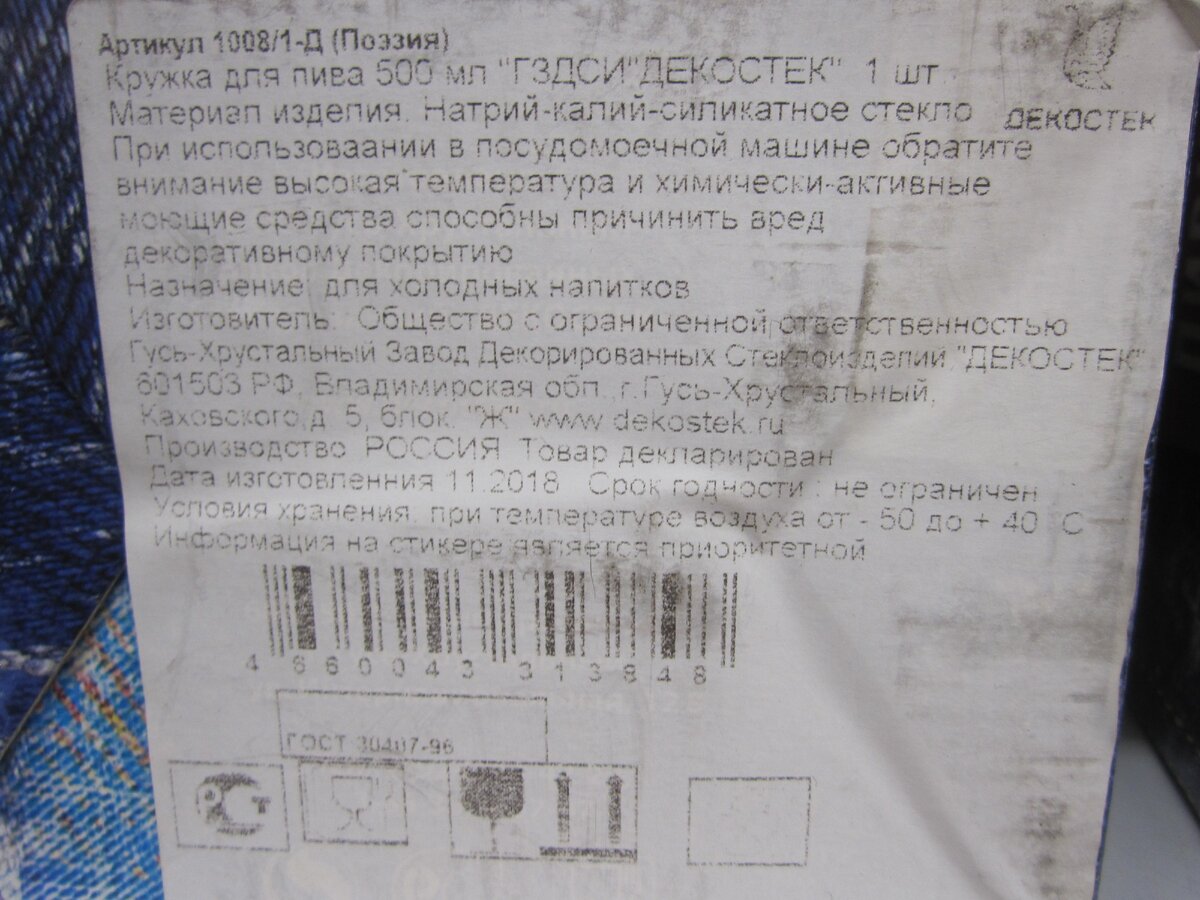 Артикул 1008/1-Д (Поэзия)
Кружка для пива 500 мл "ГЗДСИ"ДЕКОСТЕК" 1 шт.
Материал изделия: Натрий-калий-силикатное стекло
ДЕКОСТЕК
При использоваании в посудомоечной машине обратите
внимание высокая температура и химически-активные
моющие средства способны причинить вред
декоративному покрытию
Назначение: для холодных напитков
Изготовитель: Общество с ограниченной ответственностью
Гусь-Хрустальный Завод Декорированных Стеклоизделий "ДЕКОСТЕК"
601503 РФ, Владимирская обл., г.Гусь-Хрустальный,
Каховского,д. 5, блок. "Ж" www.dekostek.ru
Производство РОССИЯ Товар декларирован
Дата изготовленния 11.2018 Срок годности : не ограничен
Условия хранения: при температуре воздуха от - 50 до + 40 С
Информация на стикере является приоритетной
4 660043 313848
ГОСТ 30407-96
РСТ